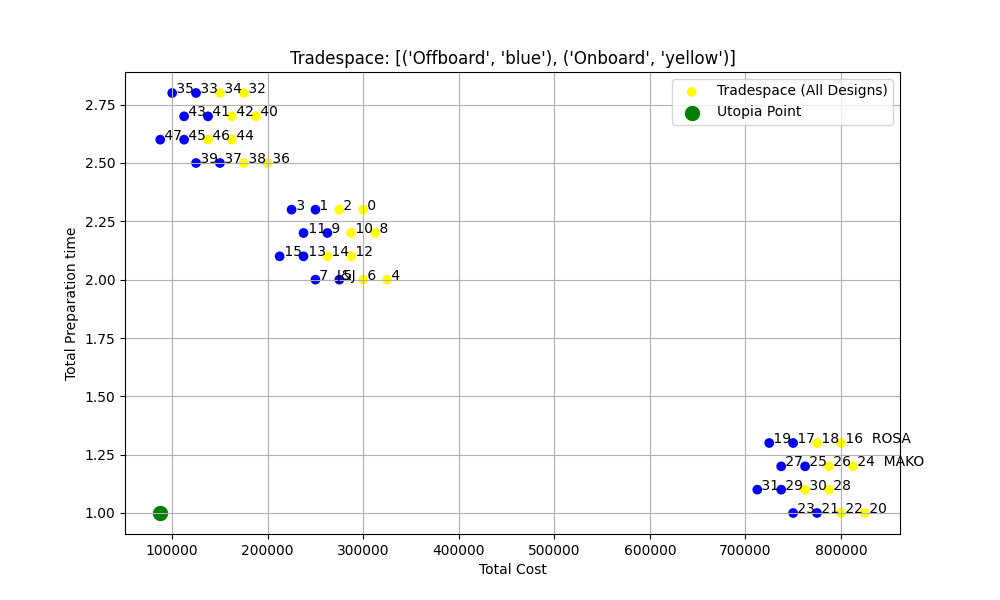 Tradespace: [('Offboard', 'blue'), ('Onboard', 'yellow')]
Tradespace (All Designs)
Utopia Point
Total Preparation time
2.75
2.50
2.25
2.00
1.75
1.50
1.25
1.00
35 33 34 32
43 41 42 40
47 45 46 44
39 37 38 36
3 1 2 0
11 9 10 8
15 13 14 12
7 5 6 4
19 17 18 16 ROSA
27 25 26 24 MAKO
31 29 30 28
23 21 22 20
100000 200000 300000 400000 500000 600000 700000 800000
Total Cost